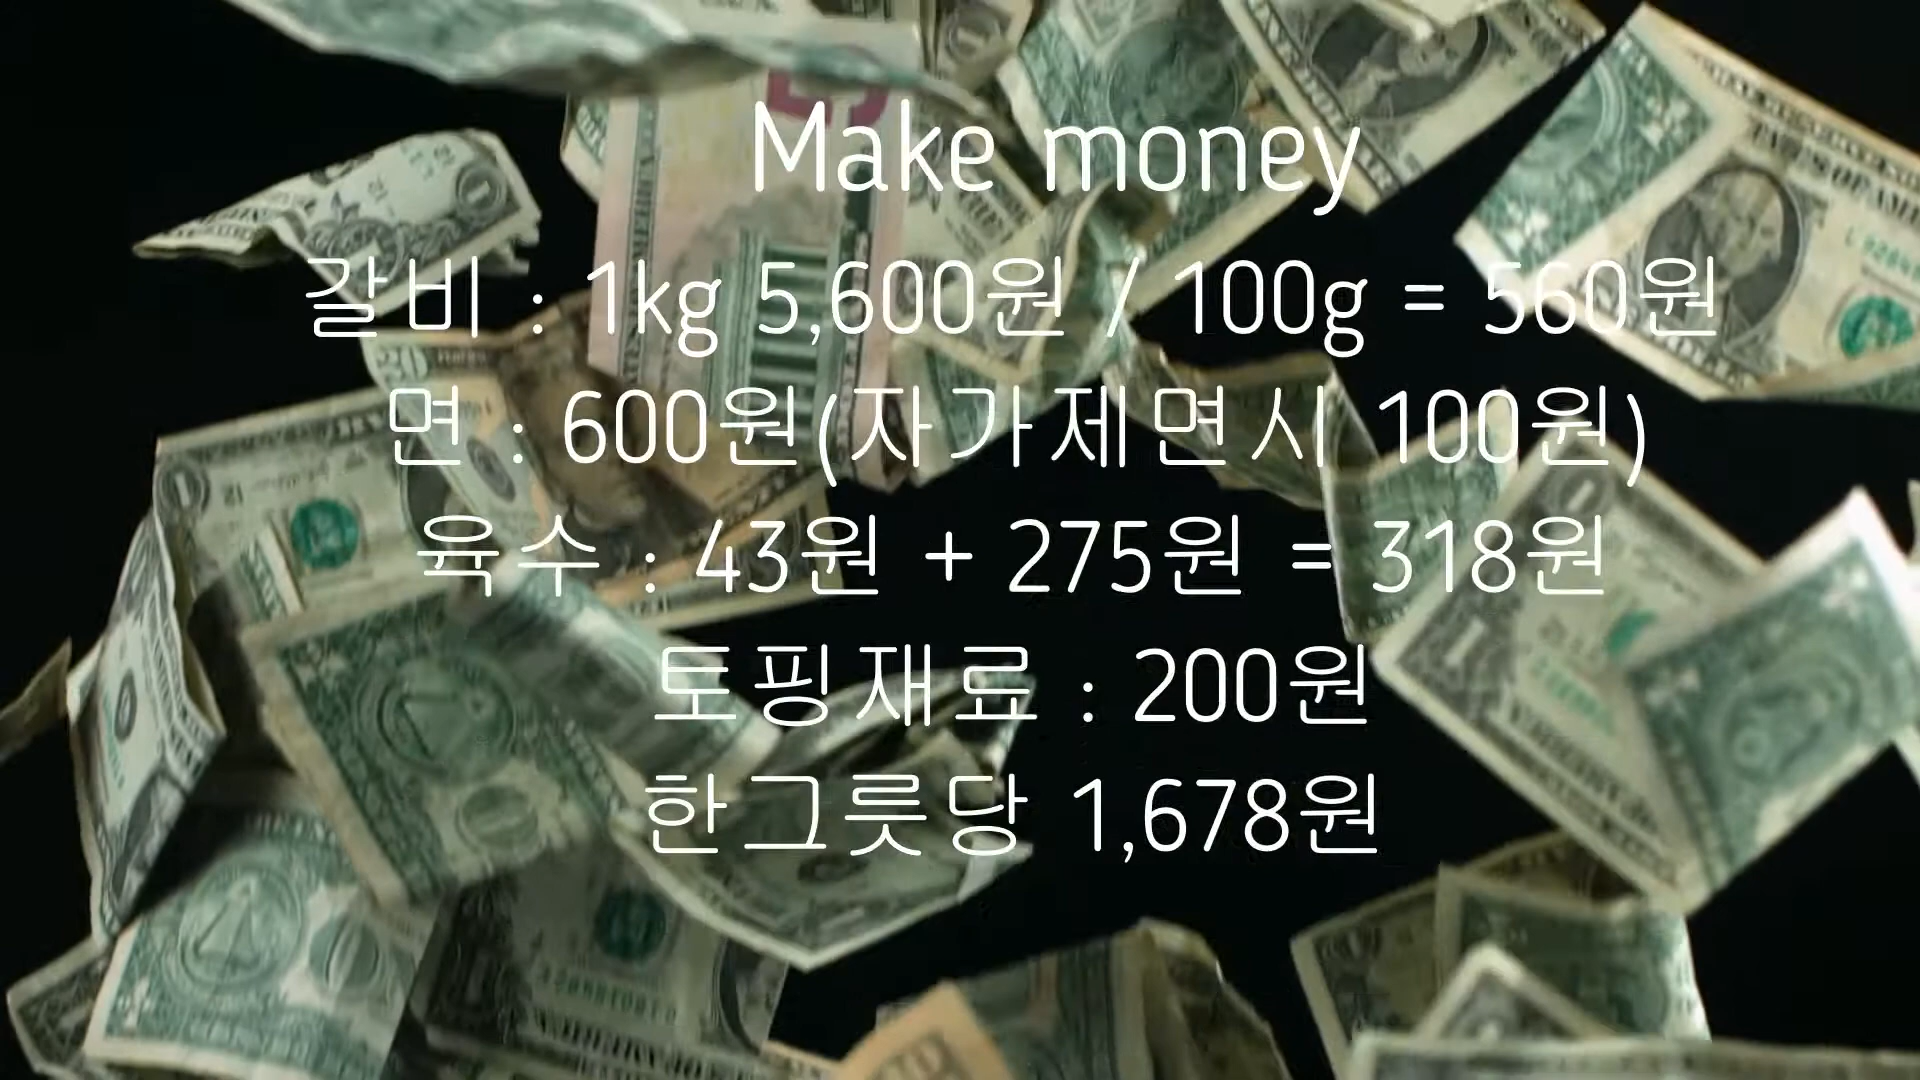 Make money
갈비 : 1kg 5,600원 / 100g = 560원
면 : 600원(자가제면시 100원)
육수 : 43원 + 275원 = 318원
토핑재료 : 200원
한그릇당 1,678원